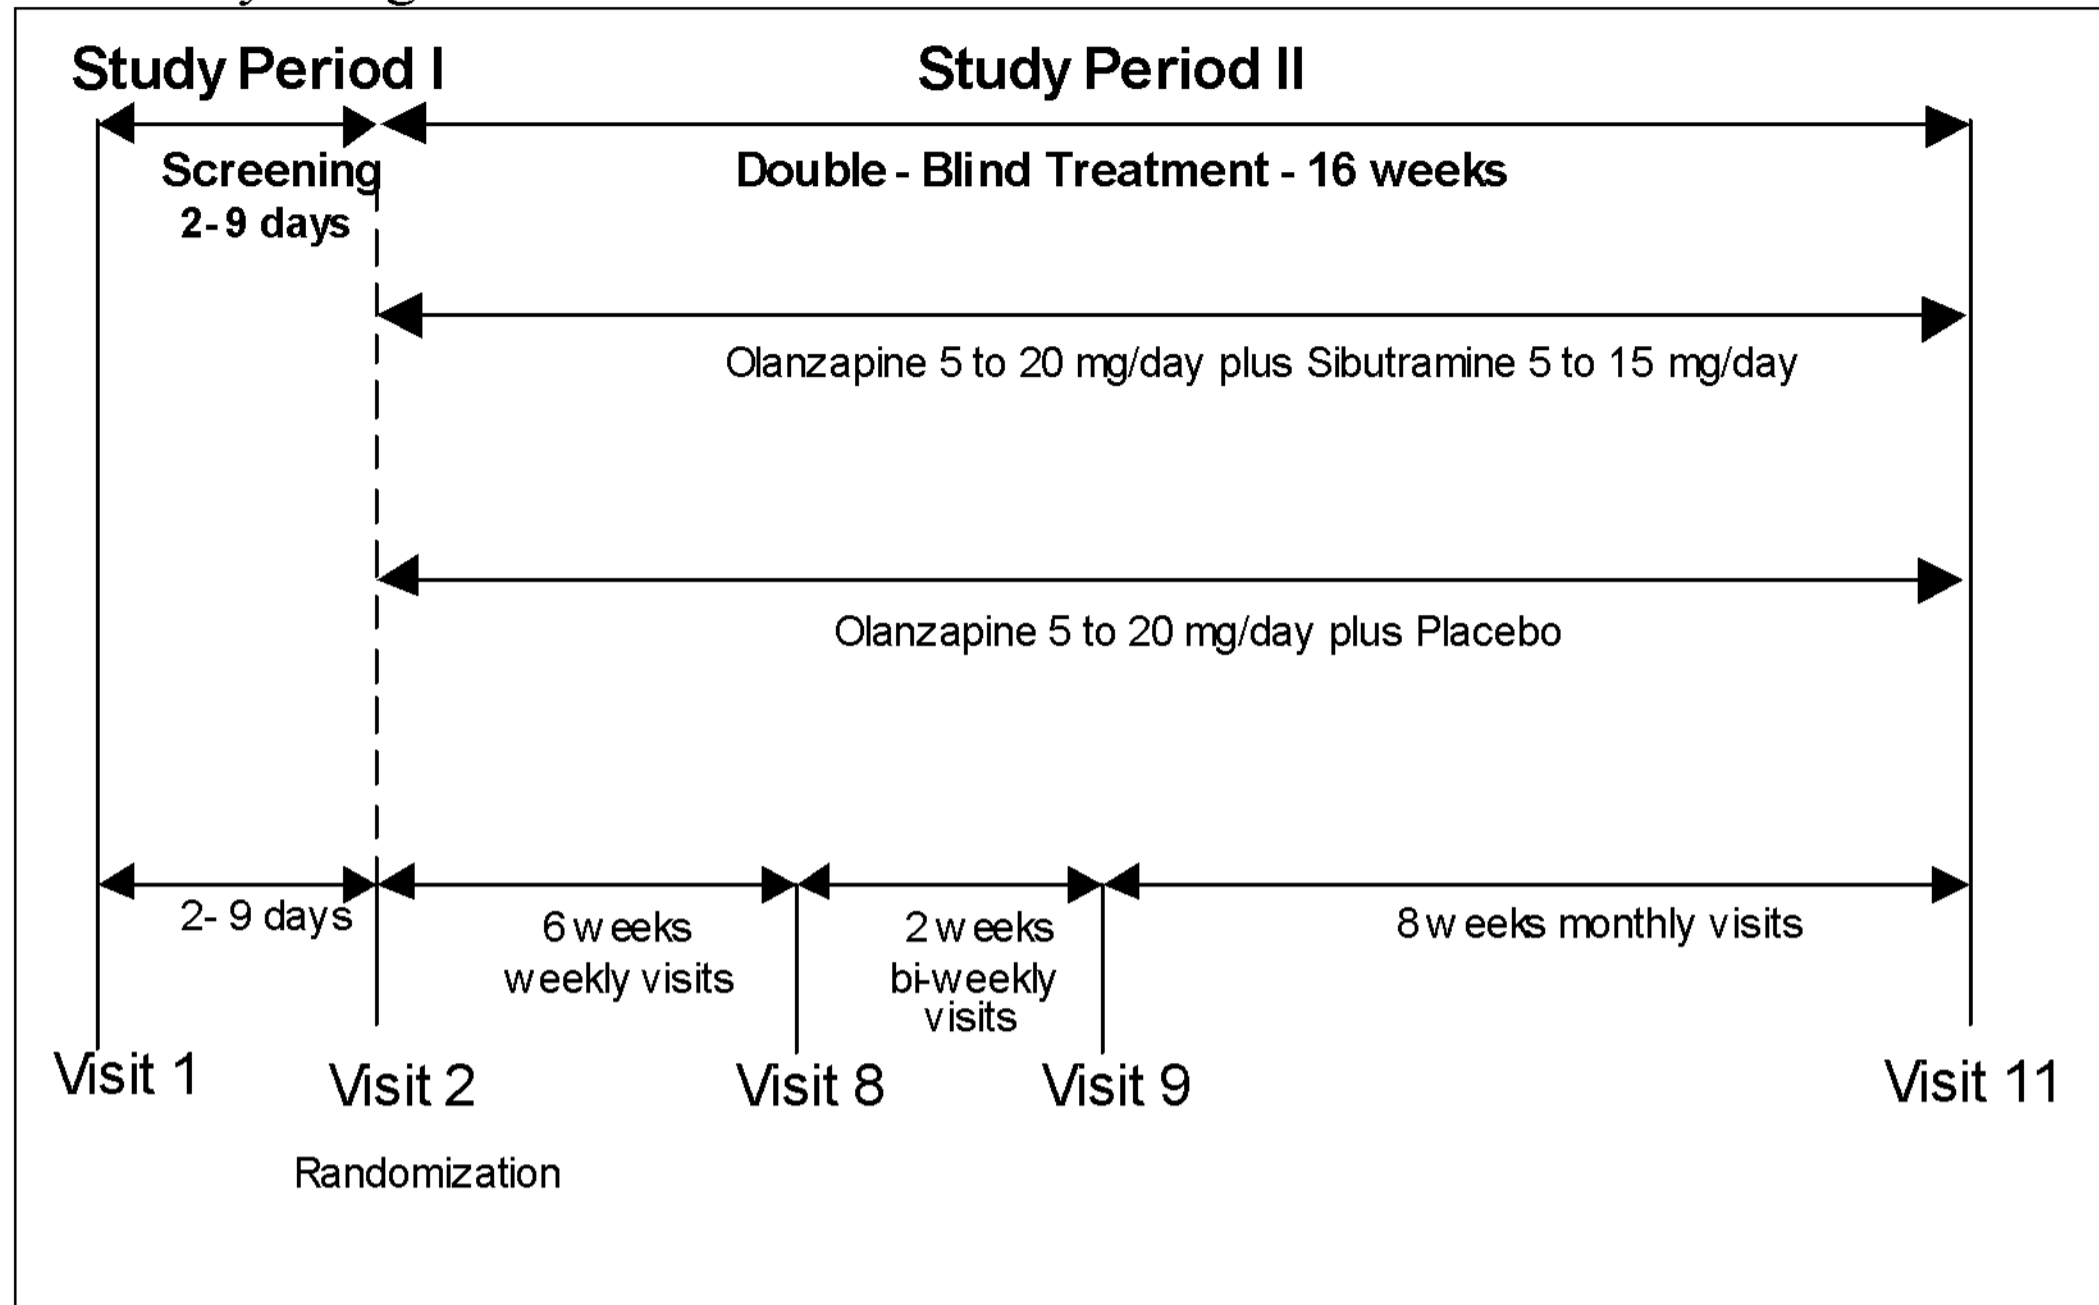 Study Period I
Study Period II
Screening
2-9 days
Double - Blind Treatment - 16 weeks
Olanzapine 5 to 20 mg/day plus Sibutramine 5 to 15 mg/day
Olanzapine 5 to 20 mg/day plus Placebo
2- 9 days
6 weeks
weekly visits
2 weeks
bi-weekly
visits
8 weeks monthly visits
Visit 1
Visit 2
Visit 8
Visit 9
Visit 11
Randomization